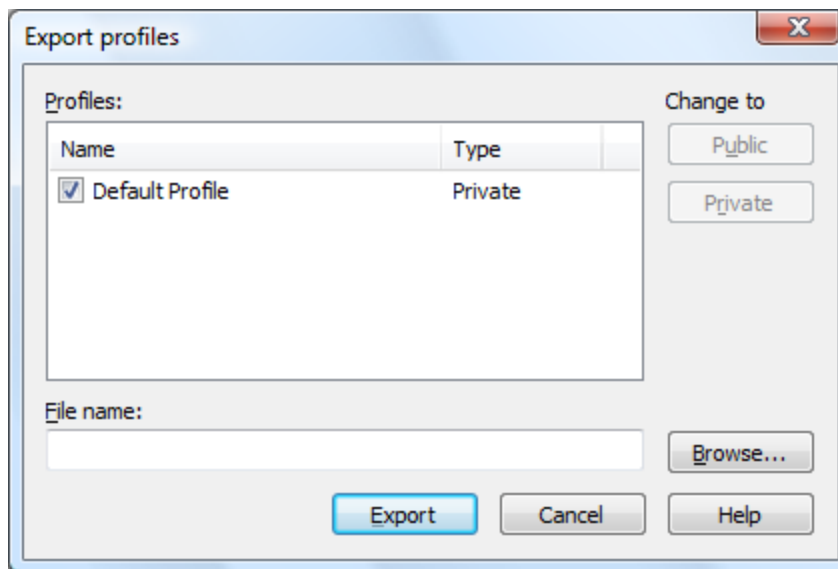 Export profiles
Profiles:
Change to
Name Type
Public
Default Profile Private
Private
File name:
Browse...
Export Cancel Help